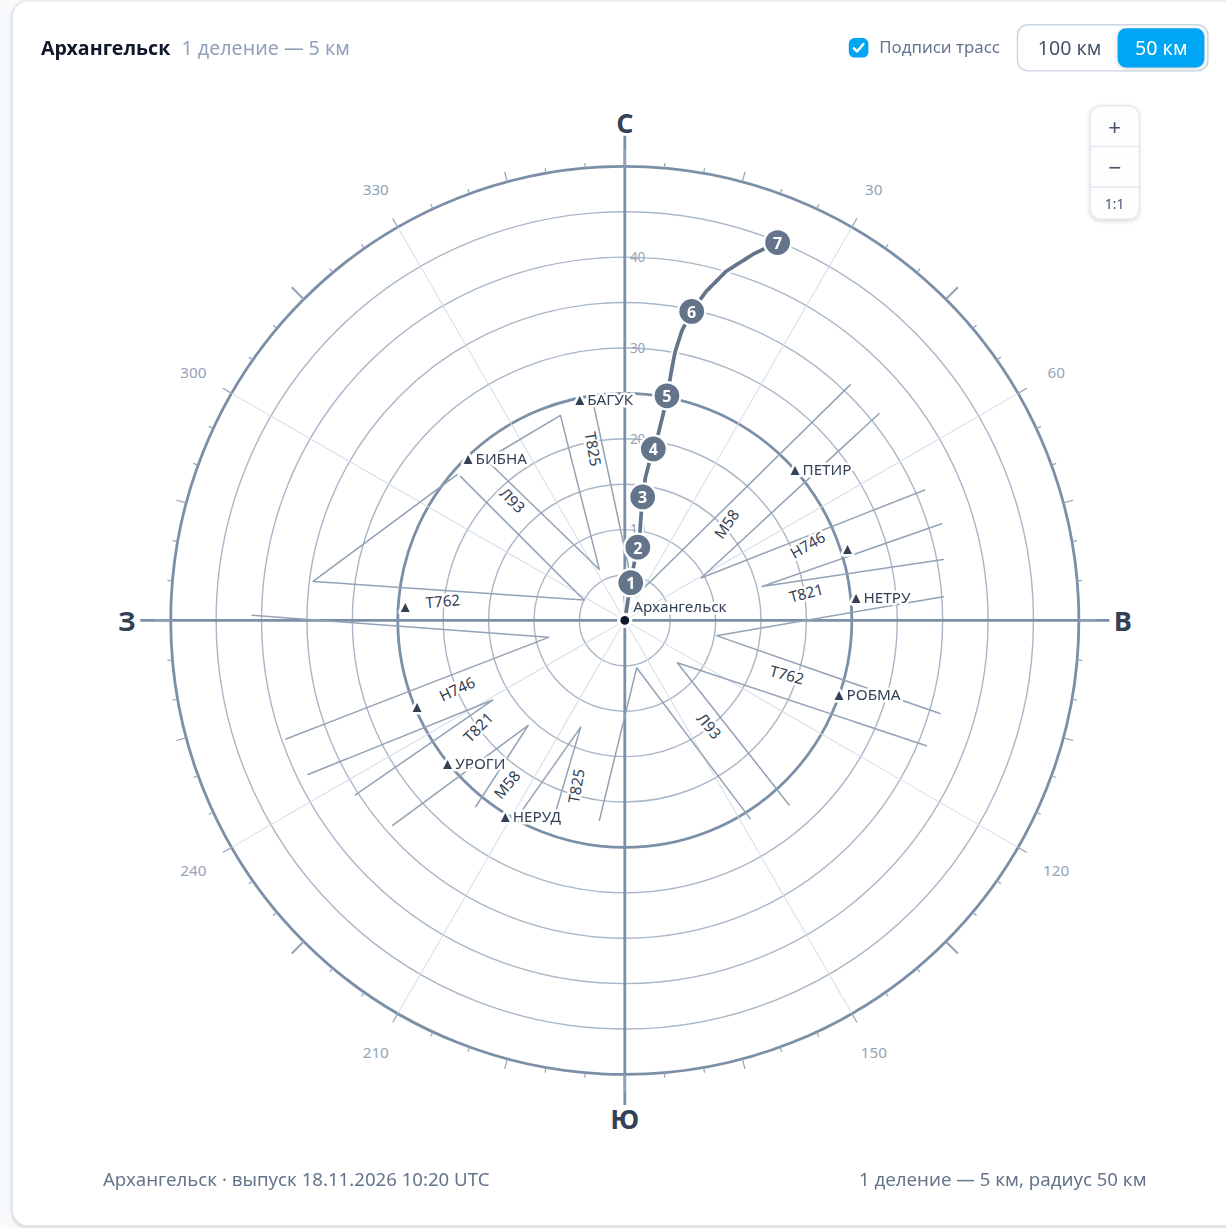 Архангельск 1 деление — 5 км
Подписи трасс
100 км
50 км
+
−
1:1
С
330
30
40
7
6
30
300
60
БАГУК
5
20
Т825
4
БИБНА
ПЕТИР
Л93
3
М58
2
Н746
1
Т821
НЕТРУ
Т762
Архангельск
З
В
Т762
РОБМА
Н746
Т821
Л93
УРОГИ
М58
Т825
НЕРУД
240
120
210
150
Ю
Архангельск · выпуск 18.11.2026 10:20 UTC
1 деление — 5 км, радиус 50 км